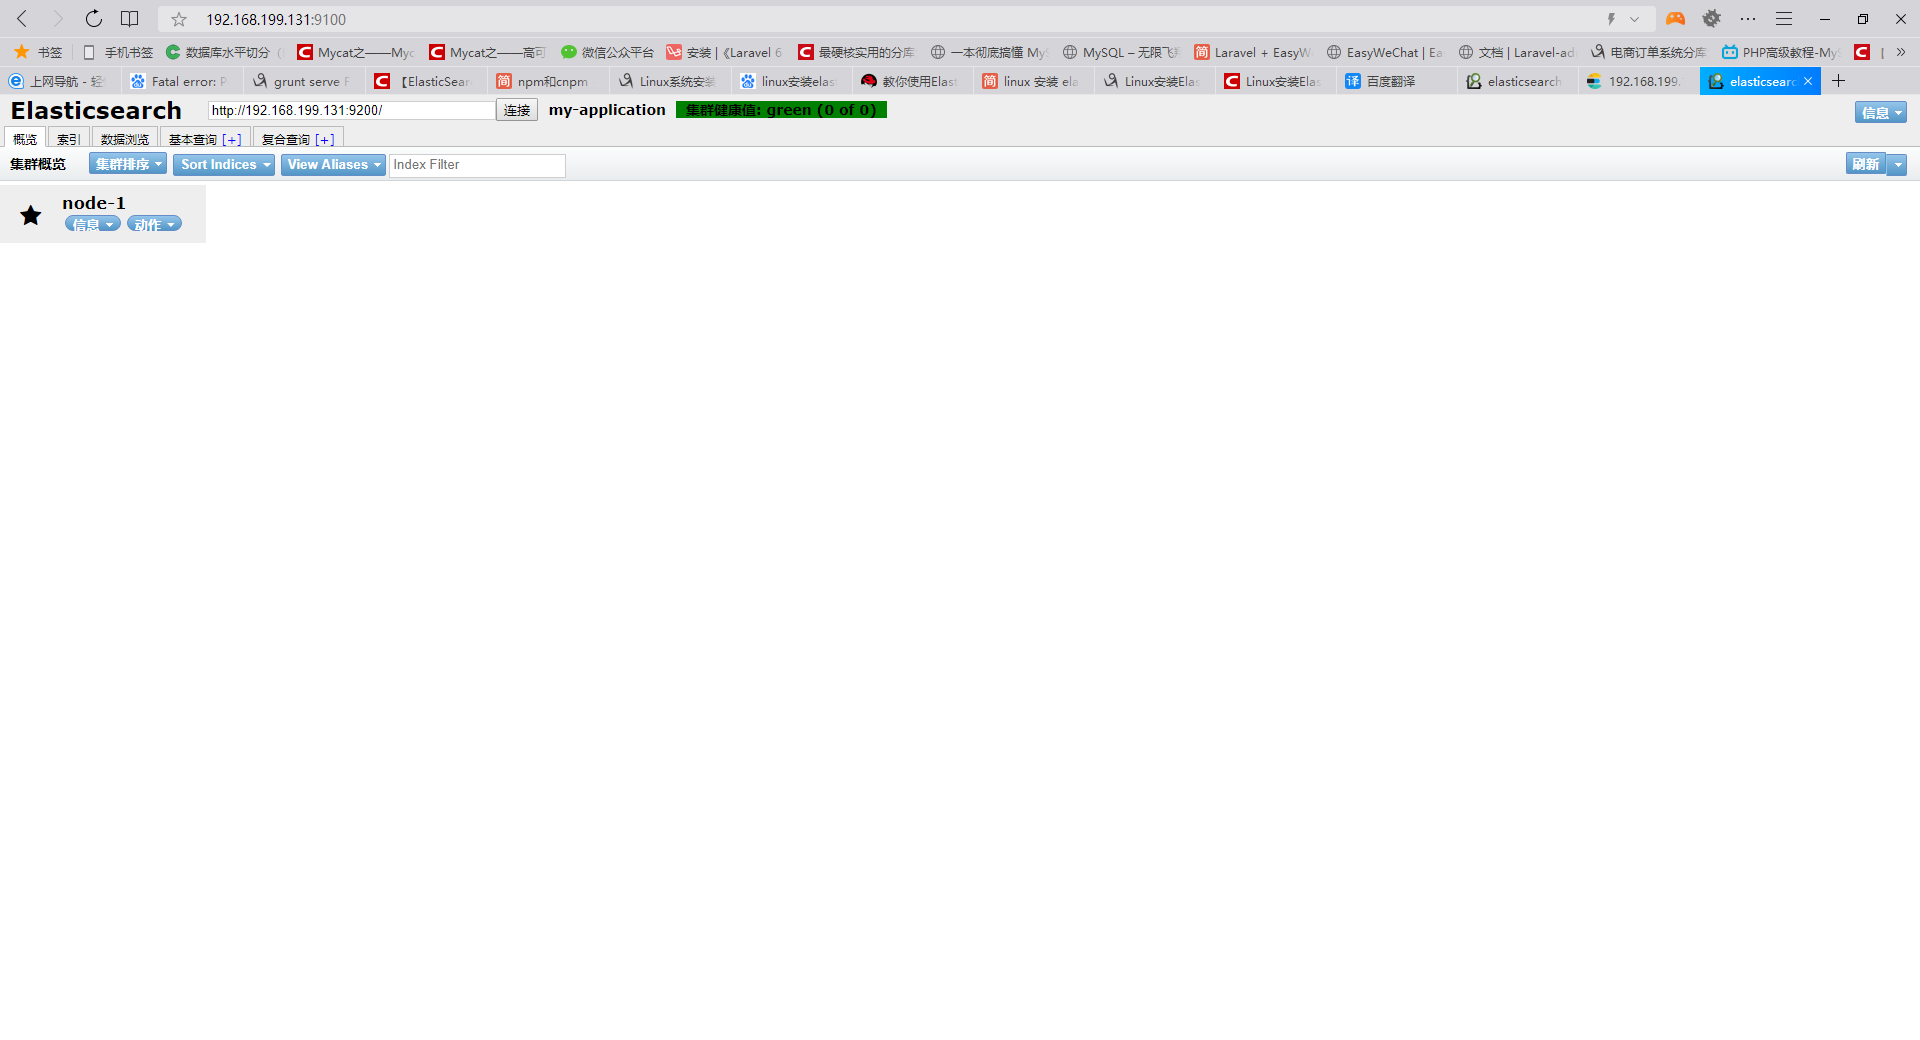 192.168.199.131:9100
书签 手机书签 数据库水平切分 Mycat之——Myc Mycat之——高可 微信公众平台 安装 |《Laravel 6 最硬核实用的分库 一本彻底搞懂 My MySQL – 无限飞 Laravel + EasyW EasyWeChat | Ea 文档 | Laravel-ad 电商订单系统分库 PHP高级教程-My
上网导航 - 轻 Fatal error: P grunt serve F 【ElasticSear npm和cnpm Linux系统安装 linux安装elas 教你使用Elast linux 安装 ela Linux安装Elas Linux安装Elas 百度翻译 elasticsearch 192.168.199. elasticsearc
Elasticsearch http://192.168.199.131:9200/ 连接 my-application 集群健康值: green (0 of 0) 信息
概览 索引 数据浏览 基本查询 [+] 复合查询 [+]
集群概览 集群排序 Sort Indices View Aliases Index Filter 刷新
node-1
信息 动作